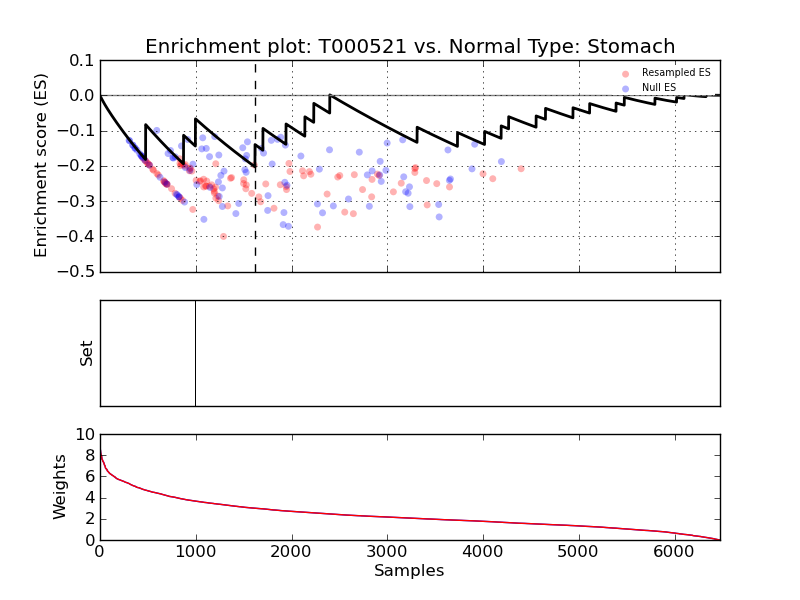 Enrichment plot: T000521 vs. Normal Type: Stomach
Enrichment score (ES)
0.1
0.0
−0.1
−0.2
−0.3
−0.4
−0.5
Resampled ES
Null ES
Set
Weights
10
8
6
4
2
0
0 1000 2000 3000 4000 5000 6000
Samples